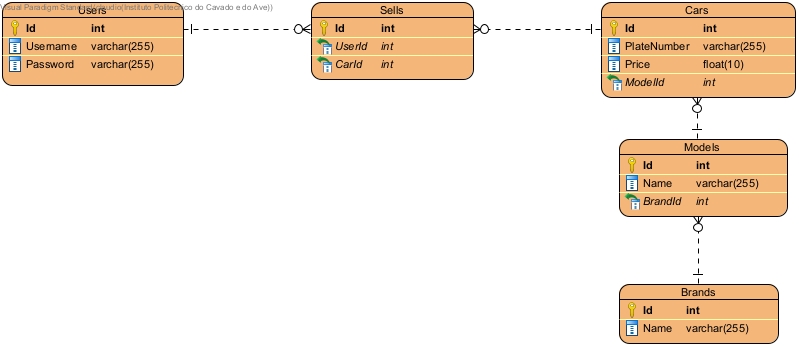 Visual Paradigm Standard(claudio(Instituto Politecnico do Cavado e do Ave))
Users
Id int
Username varchar(255)
Password varchar(255)
Sells
Id int
UserId int
CarId int
Cars
Id int
PlateNumber varchar(255)
Price float(10)
ModelId int
Models
Id int
Name varchar(255)
BrandId int
Brands
Id int
Name varchar(255)